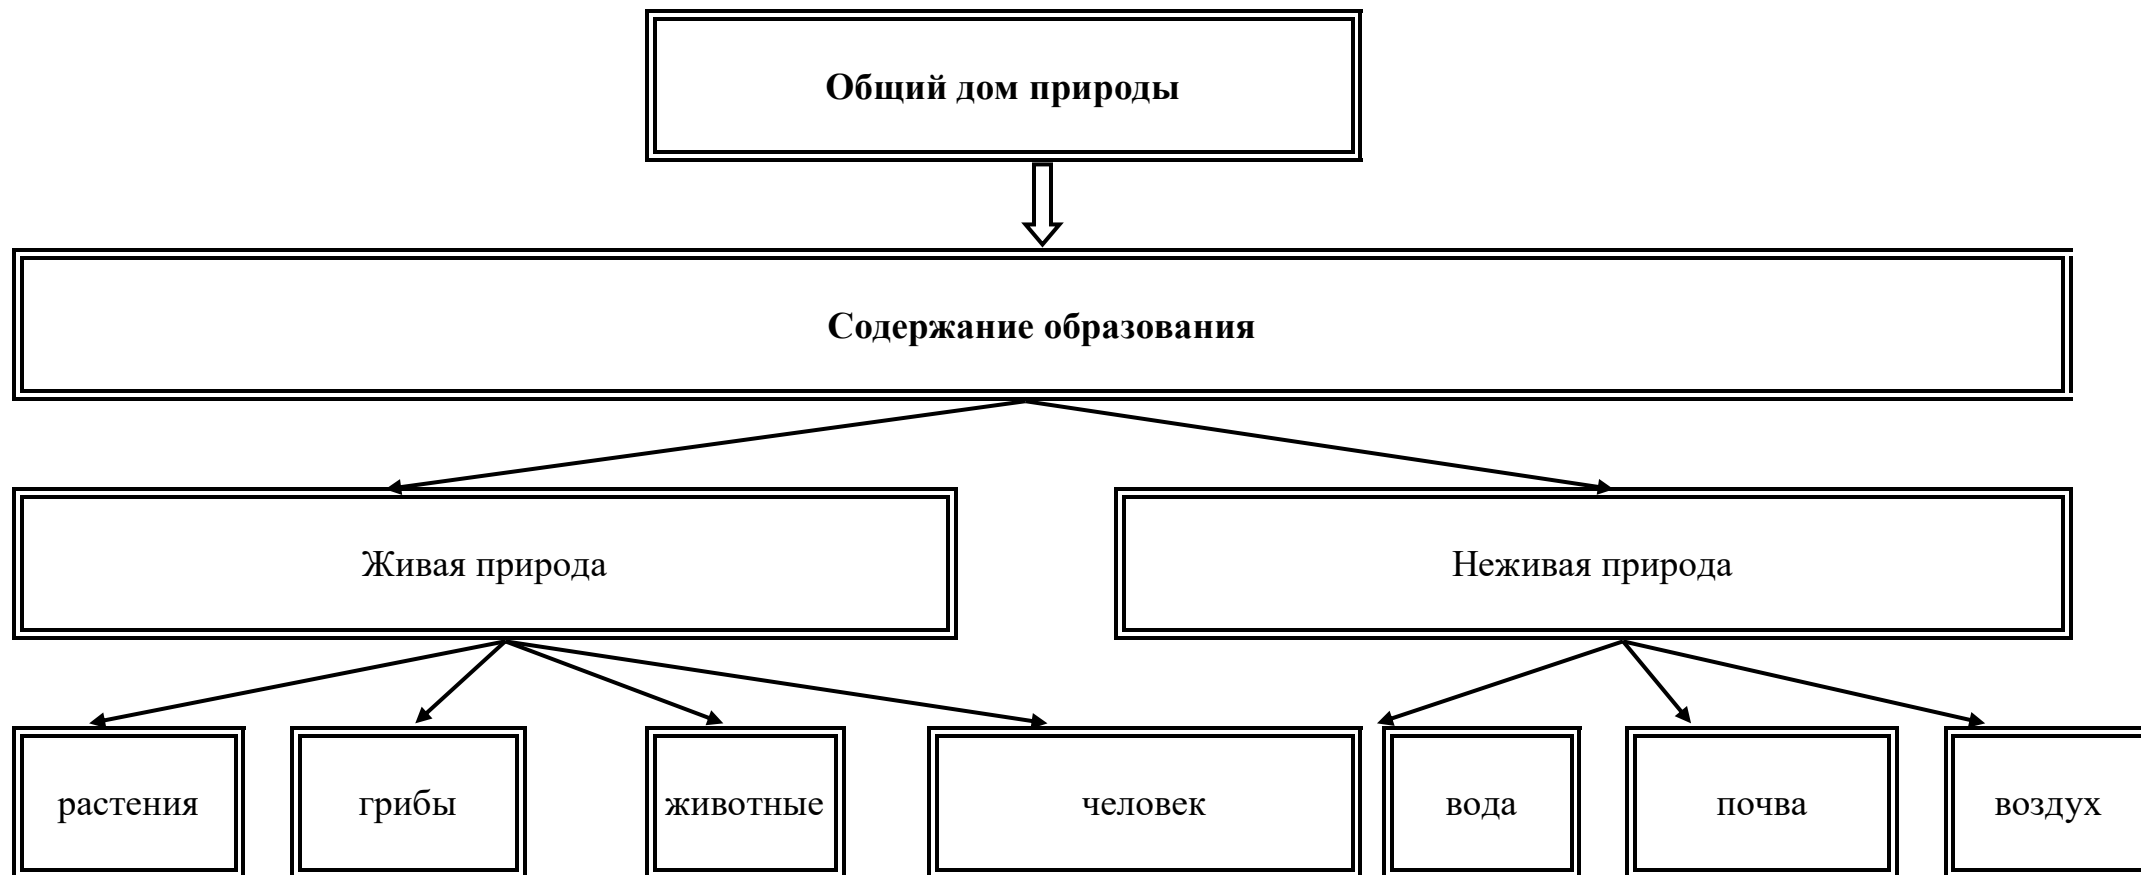 Общий дом природы
Содержание образования
Живая природа
Неживая природа
растения
грибы
животные
человек
вода
почва
воздух